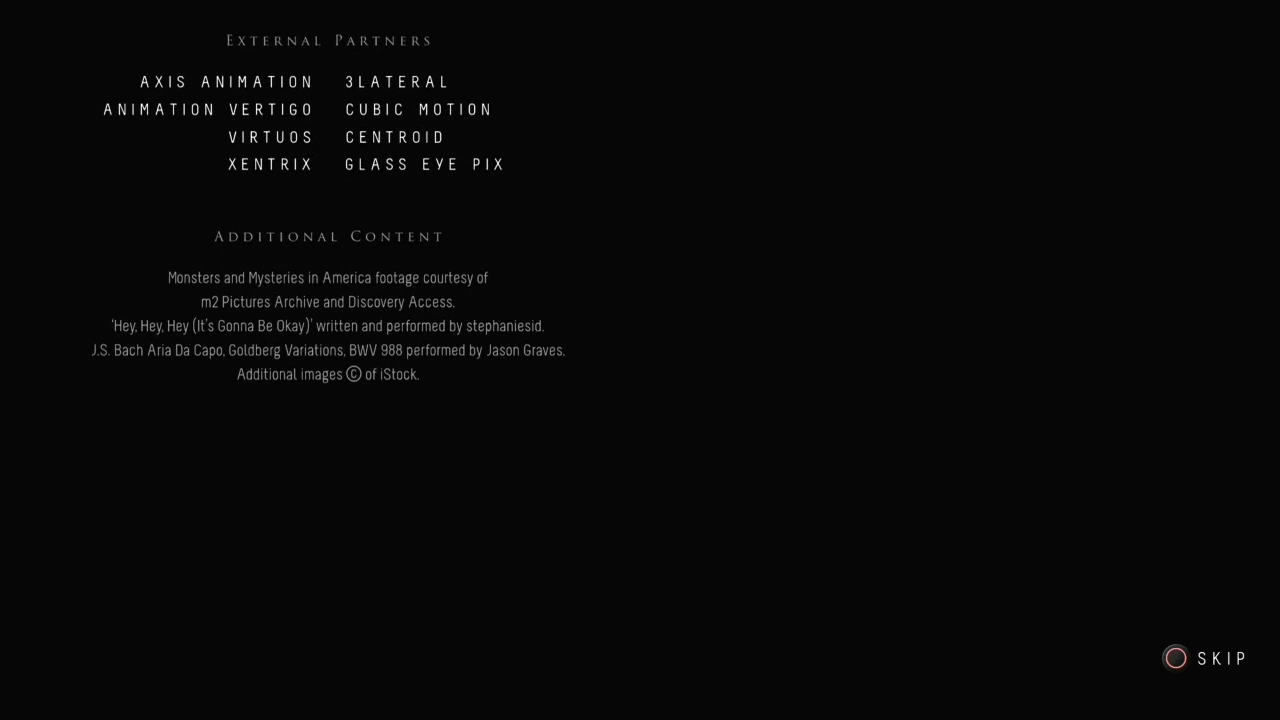 External Partners
AXIS ANIMATION 3LATERAL
ANIMATION VERTIGO CUBIC MOTION
VIRTUOS CENTROID
XENTRIX GLASS EYE PIX
Additional Content
Monsters and Mysteries in America footage courtesy of
m2 Pictures Archive and Discovery Access.
'Hey, Hey, Hey (It's Gonna Be Okay)' written and performed by stephaniesid.
J.S. Bach Aria Da Capo, Goldberg Variations, BWV 988 performed by Jason Graves.
Additional images © of iStock.
SKIP